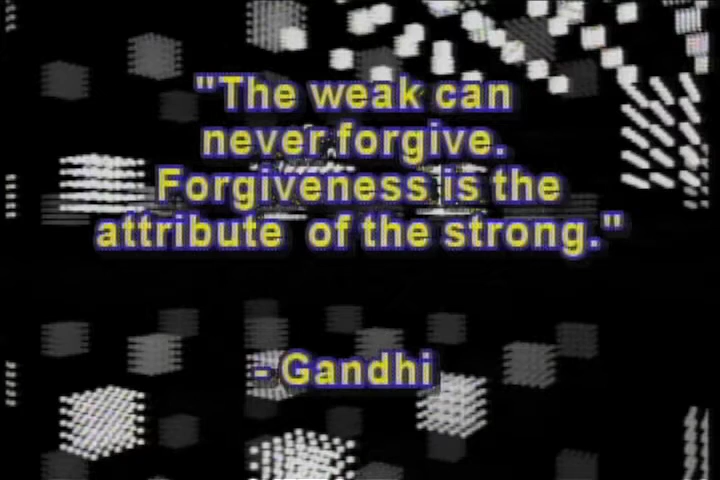 "The weak can
never forgive.
Forgiveness is the
attribute of the strong."
- Gandhi